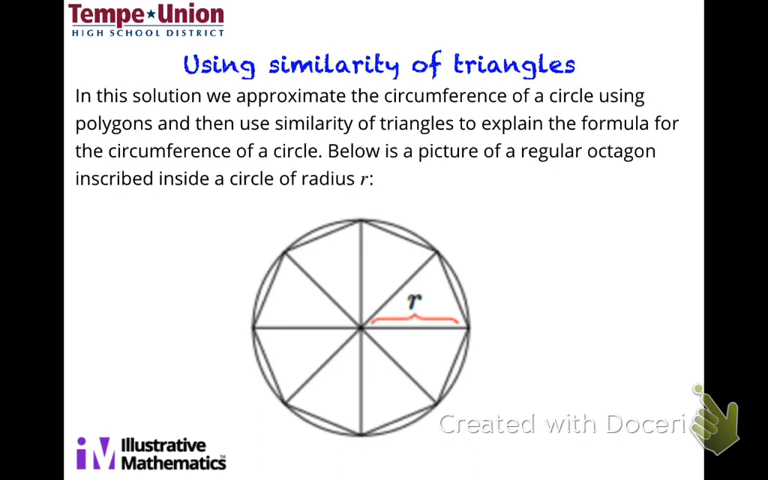 Tempe★Union
HIGH SCHOOL DISTRICT
Using similarity of triangles
In this solution we approximate the circumference of a circle using
polygons and then use similarity of triangles to explain the formula for
the circumference of a circle. Below is a picture of a regular octagon
inscribed inside a circle of radius r:
r
Created with Doceri
iM Illustrative
Mathematics™